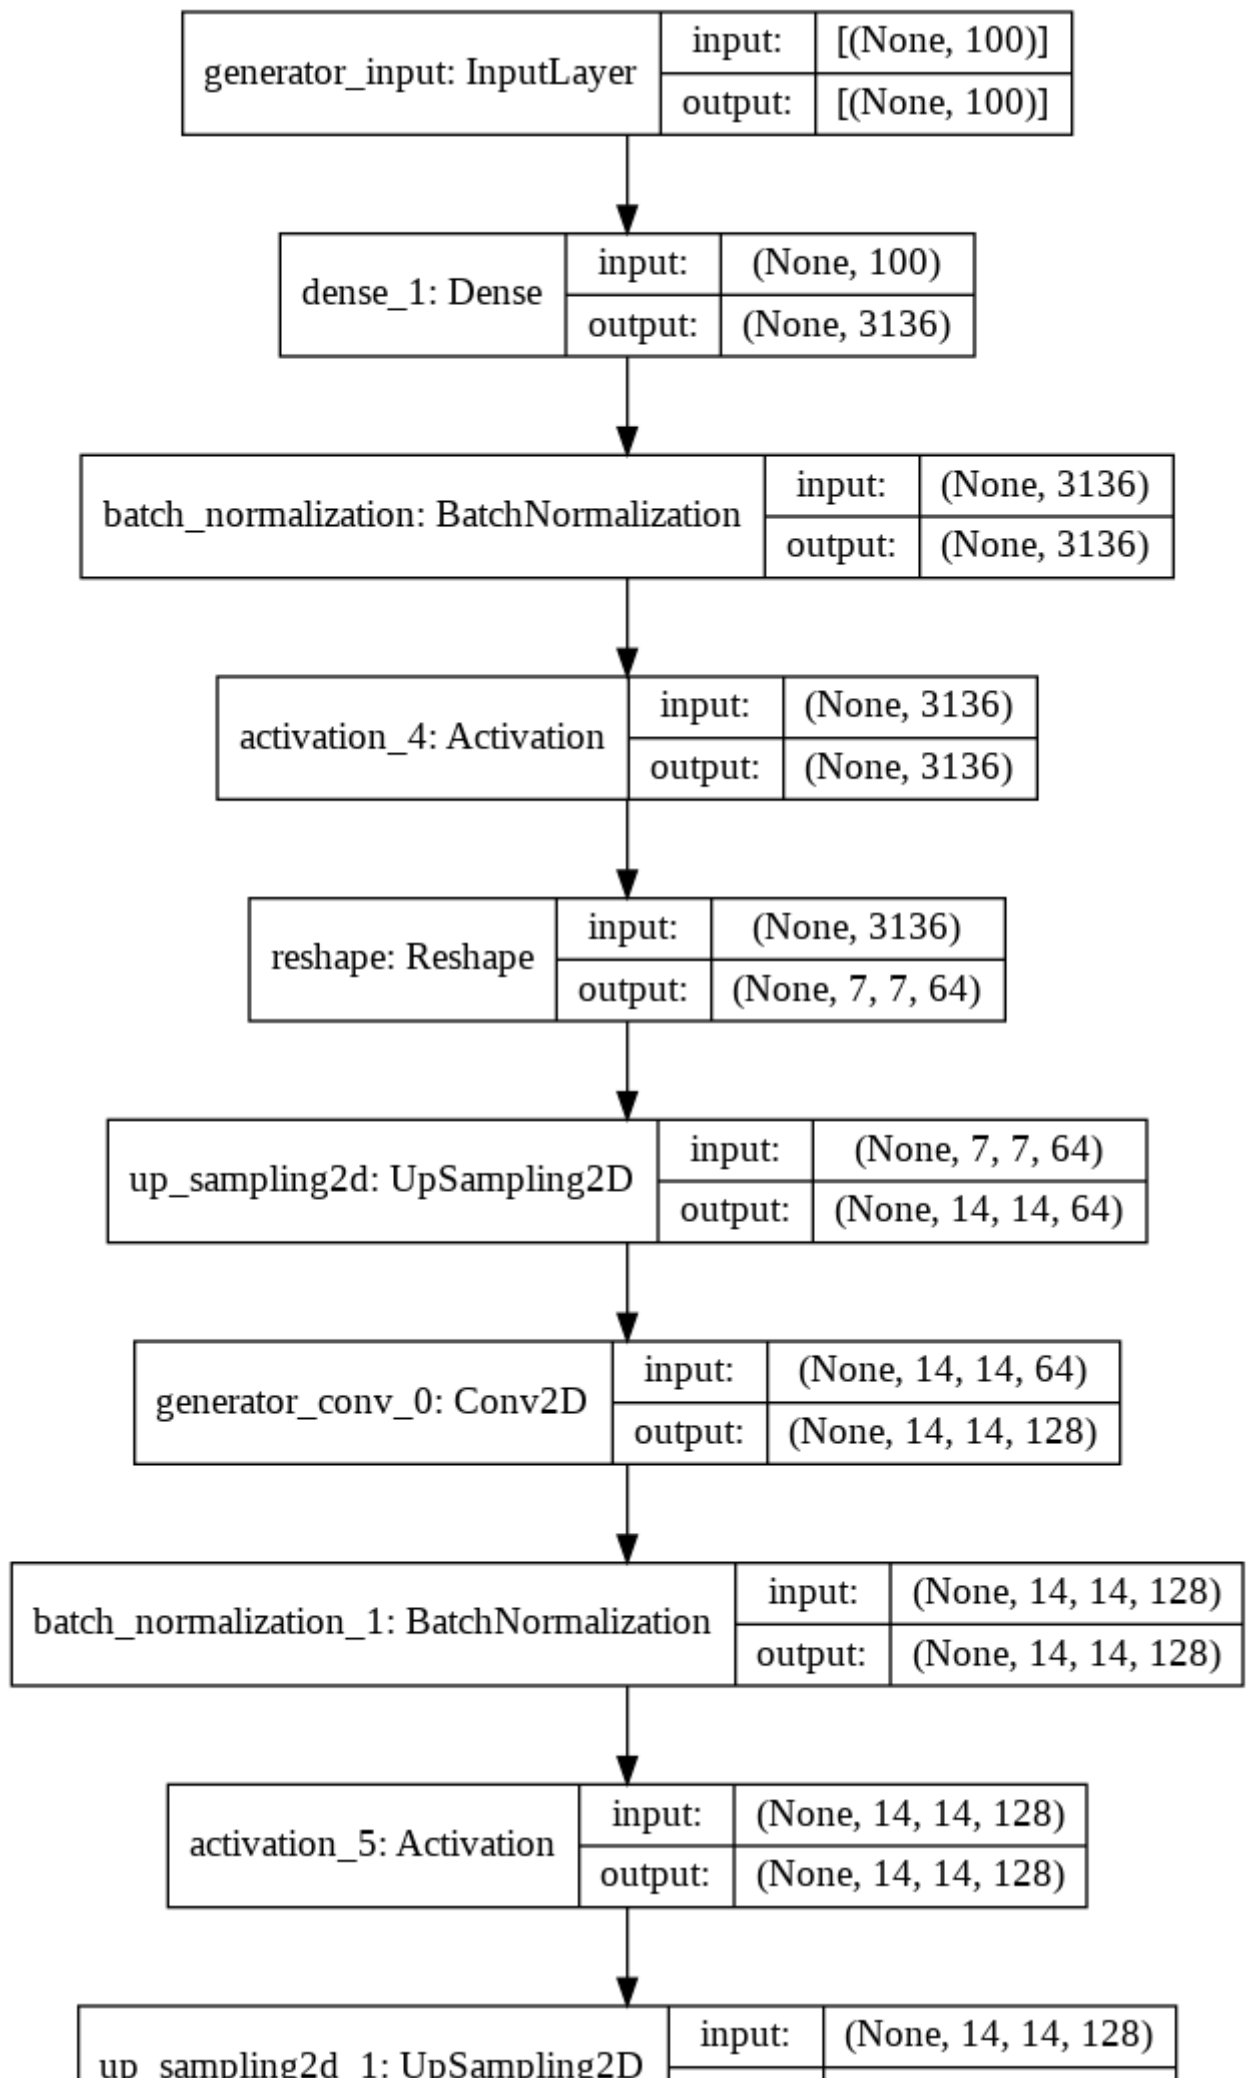 generator_input: InputLayer
input: [(None, 100)]
output: [(None, 100)]
dense_1: Dense
input: (None, 100)
output: (None, 3136)
batch_normalization: BatchNormalization
input: (None, 3136)
output: (None, 3136)
activation_4: Activation
input: (None, 3136)
output: (None, 3136)
reshape: Reshape
input: (None, 3136)
output: (None, 7, 7, 64)
up_sampling2d: UpSampling2D
input: (None, 7, 7, 64)
output: (None, 14, 14, 64)
generator_conv_0: Conv2D
input: (None, 14, 14, 64)
output: (None, 14, 14, 128)
batch_normalization_1: BatchNormalization
input: (None, 14, 14, 128)
output: (None, 14, 14, 128)
activation_5: Activation
input: (None, 14, 14, 128)
output: (None, 14, 14, 128)
up_sampling2d_1: UpSampling2D
input: (None, 14, 14, 128)